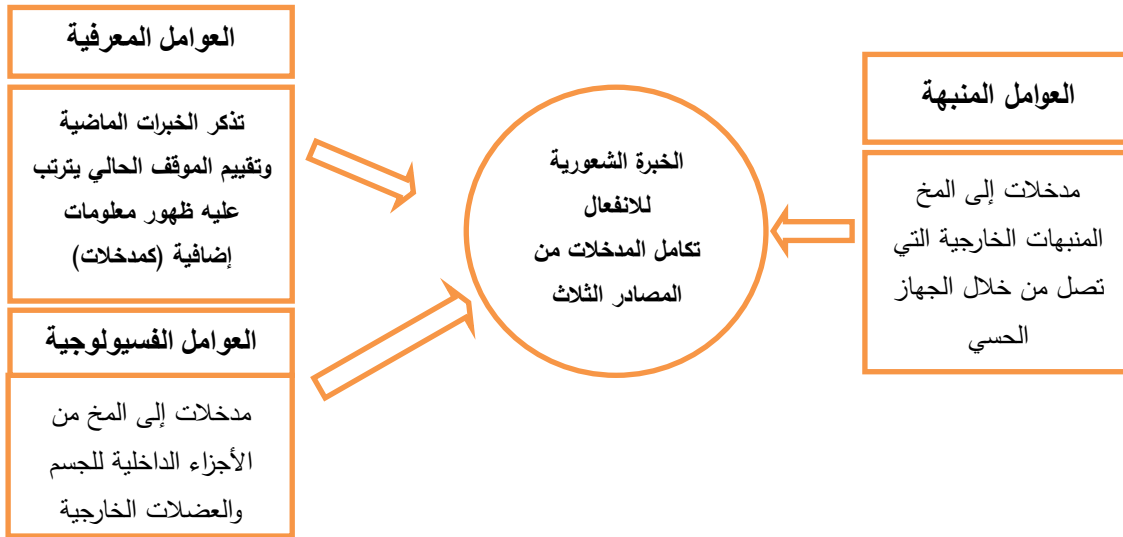 العوامل المنبهة
مدخلات إلى المخ
المنبهات الخارجية التي
تصل من خلال الجهاز
الحسي
الخبرة الشعورية
للانفعال
تكامل المدخلات من
المصادر الثلاث
العوامل المعرفية
تذكر الخبرات الماضية
وتقييم الموقف الحالي يترتب
عليه ظهور معلومات
إضافية (كمدخلات)
العوامل الفسيولوجية
مدخلات إلى المخ من
الأجزاء الداخلية للجسم
والعضلات الخارجية